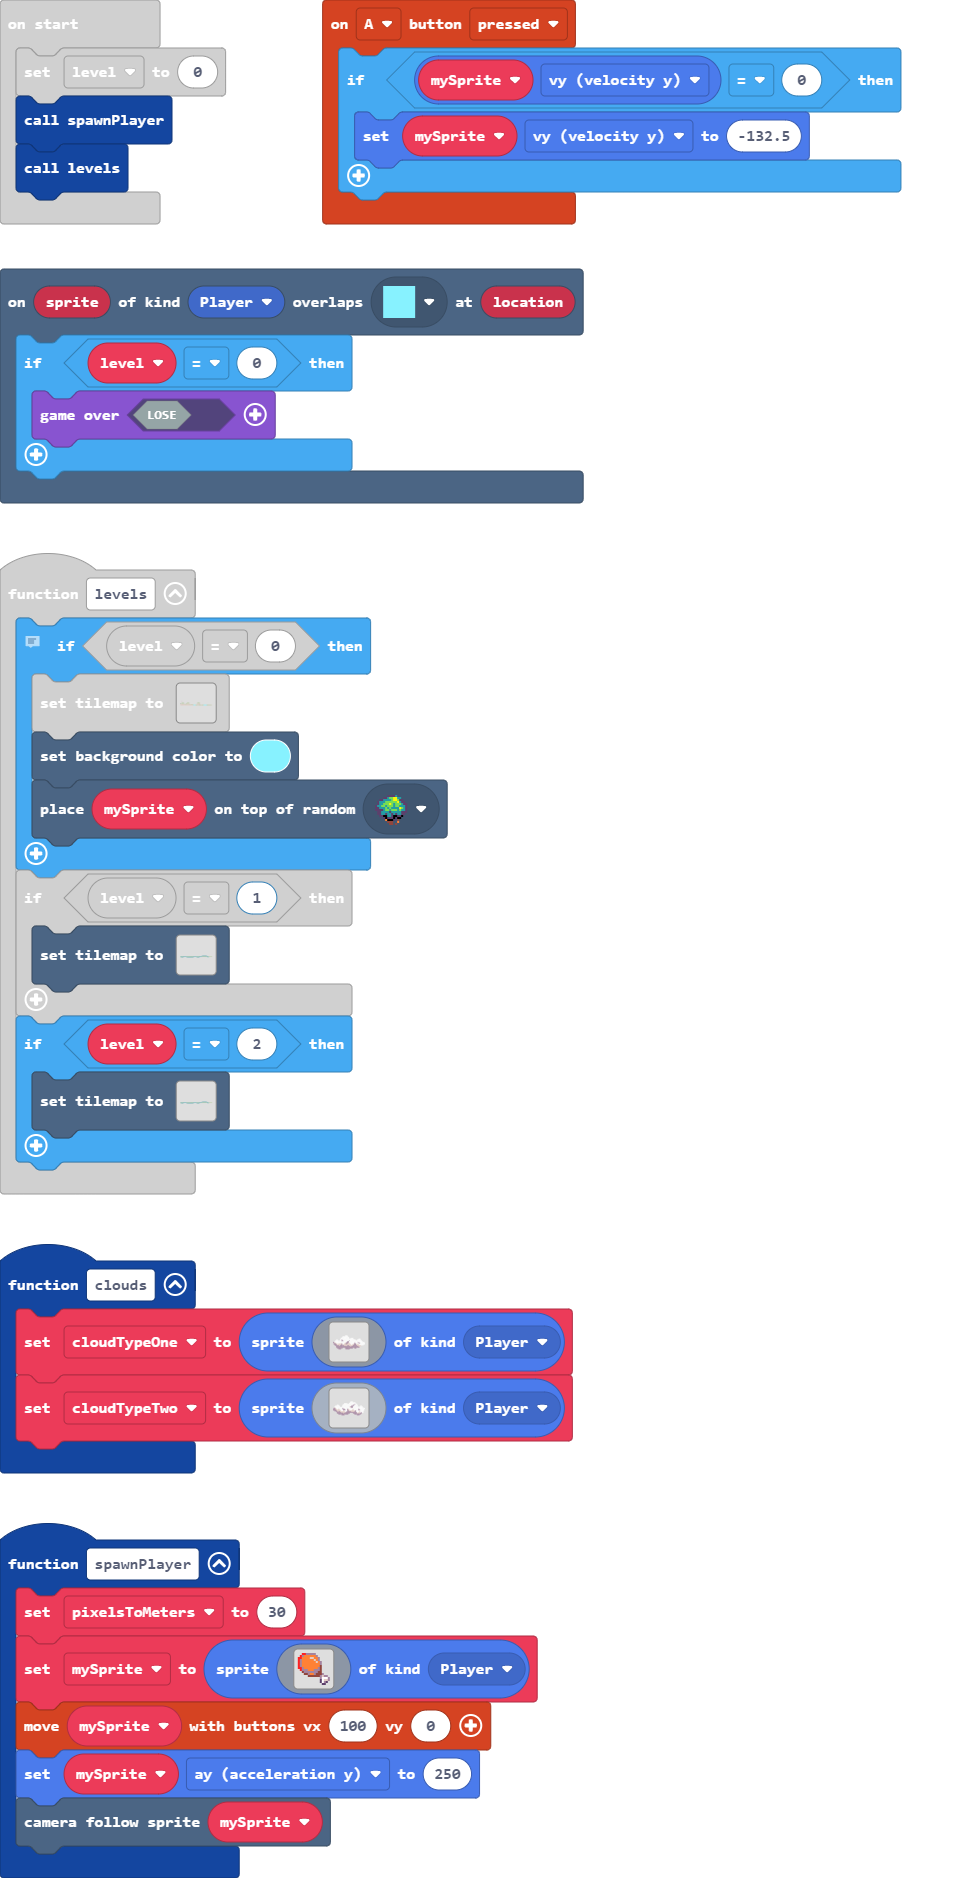 on start
set level to 0
call spawnPlayer
call levels
on A button pressed
if mySprite vy (velocity y) = 0 then
set mySprite vy (velocity y) to -132.5
on sprite of kind Player overlaps at location
if level = 0 then
game over LOSE
function levels
if level = 0 then
set tilemap to
set background color to
place mySprite on top of random
if level = 1 then
set tilemap to
if level = 2 then
set tilemap to
function clouds
set cloudTypeOne to sprite of kind Player
set cloudTypeTwo to sprite of kind Player
function spawnPlayer
set pixelsToMeters to 30
set mySprite to sprite of kind Player
move mySprite with buttons vx 100 vy 0
set mySprite ay (acceleration y) to 250
camera follow sprite mySprite